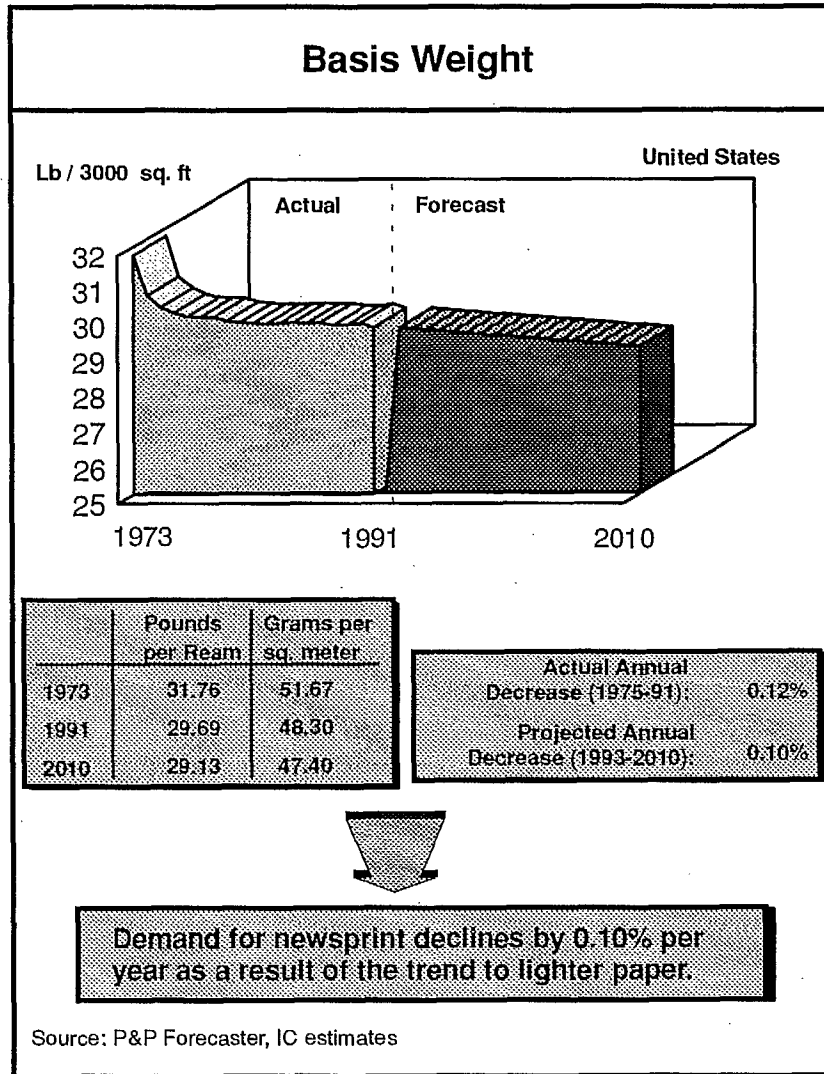 Basis Weight
United States
Lb / 3000 sq. ft
Actual Forecast
32
31
30
29
28
27
26
25
1973 1991 2010
Pounds per Ream Grams per sq. meter
1973 31.76 51.67
1991 29.69 48.30
2010 29.13 47.40
Actual Annual
Decrease (1975-91): 0.12%
Projected Annual
Decrease (1993-2010): 0.10%
Demand for newsprint declines by 0.10% per
year as a result of the trend to lighter paper.
Source: P&P Forecaster, IC estimates